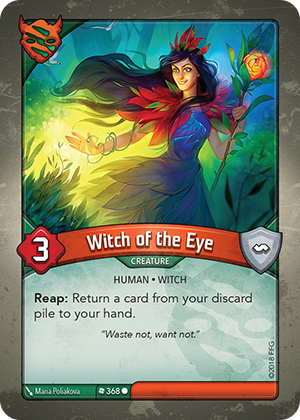 3
Witch of the Eye
CREATURE
HUMAN • WITCH
Reap: Return a card from your discard
pile to your hand.
“Waste not, want not.”
Maria Poliakova
368
©2018 FFG